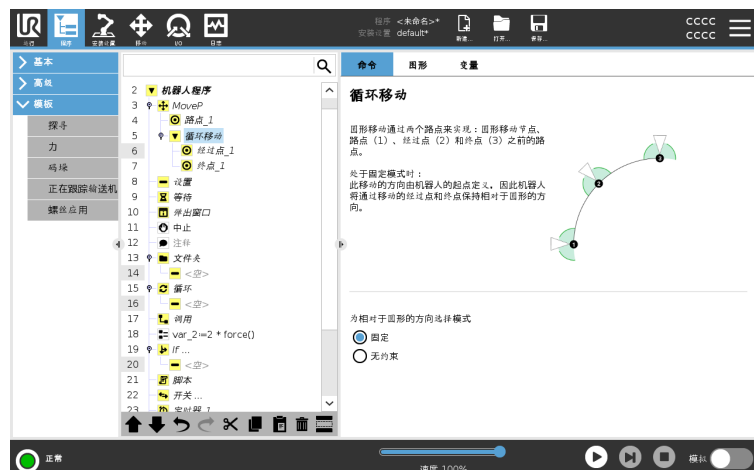 UR
运行
程序
安装设置
移动
I/O
日志
程序 <未命名>*
安装设置 default*
新建...
打开...
保存...
cccc
cccc
基本
高级
模板
探寻
力
码垛
正在跟踪输送机
螺丝应用
2 机器人程序
3 MoveP
4 路点_1
5 循环移动
6 经过点_1
7 终点_1
8 设置
9 等待
10 弹出窗口
11 中止
12 注释
13 文件夹
14 <空>
15 循环
16 <空>
17 调用
18 var_2:=2 * force()
19 If ...
20 <空>
21 脚本
22 开关 ...
23 定时器_1
命令 图形 变量
循环移动
圆形移动通过两个路点来实现：圆形移动节点、
路点（1）、经过点（2）和终点（3）之前的路
点。
处于固定模式时：
此移动的方向由机器人的起点定义，因此机器人
将通过移动的经过点和终点保持相对于圆形的方
向。
1
2
3
为相对于圆形的方向选择模式
固定
无约束
正常
速度 100%
模拟